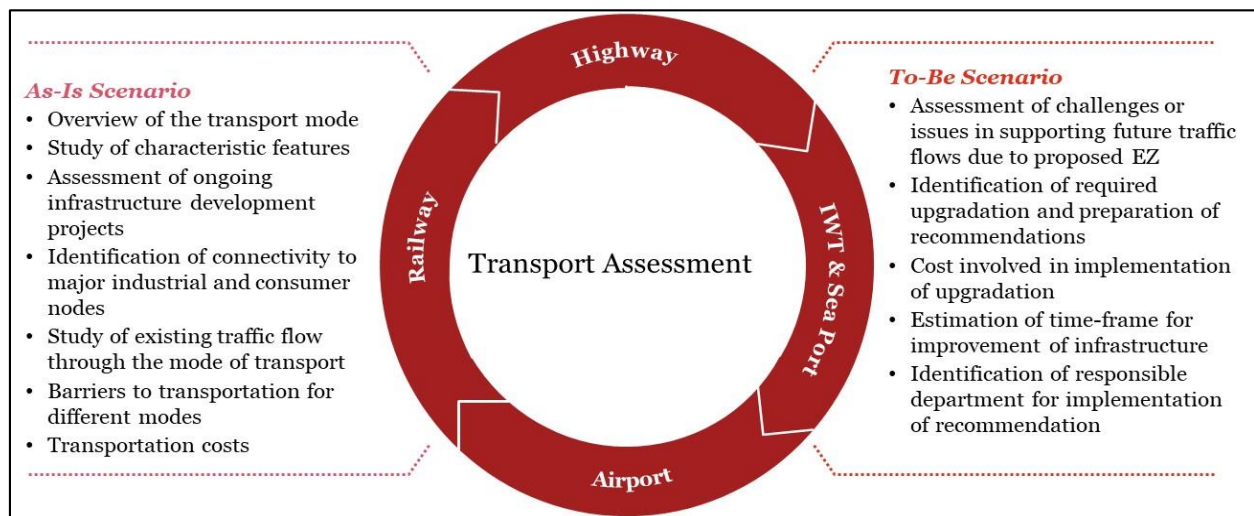 As-Is Scenario
• Overview of the transport mode
• Study of characteristic features
• Assessment of ongoing
infrastructure development
projects
• Identification of connectivity to
major industrial and consumer
nodes
• Study of existing traffic flow
through the mode of transport
• Barriers to transportation for
different modes
• Transportation costs
Highway
Railway
Transport Assessment
IWT & Sea Port
Airport
To-Be Scenario
• Assessment of challenges or
issues in supporting future traffic
flows due to proposed EZ
• Identification of required
upgradation and preparation of
recommendations
• Cost involved in implementation
of upgradation
• Estimation of time-frame for
improvement of infrastructure
• Identification of responsible
department for implementation
of recommendation